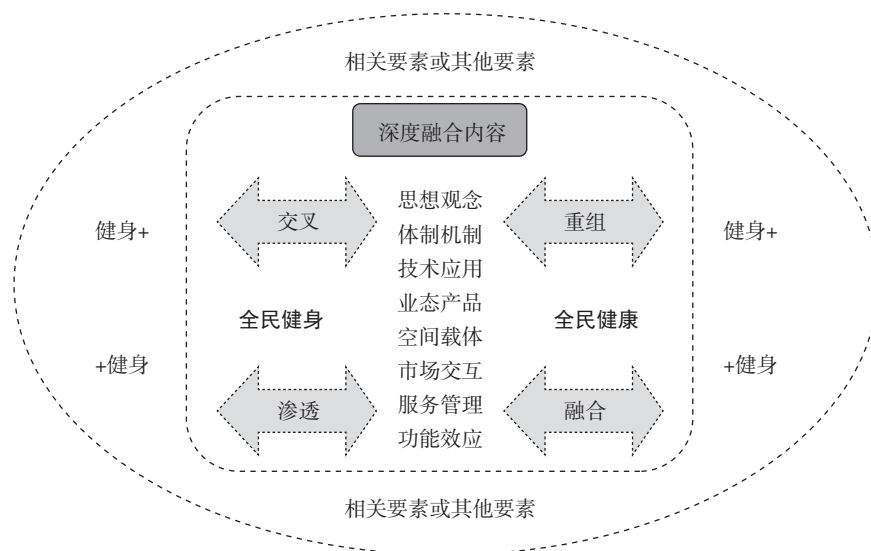 相关要素或其他要素
深度融合内容
思想观念
交叉
重组
健身+
体制机制
健身+
技术应用
业态产品
全民健身
全民健康
空间载体
+健身
市场交互
+健身
渗透
服务管理
融合
功能效应
相关要素或其他要素